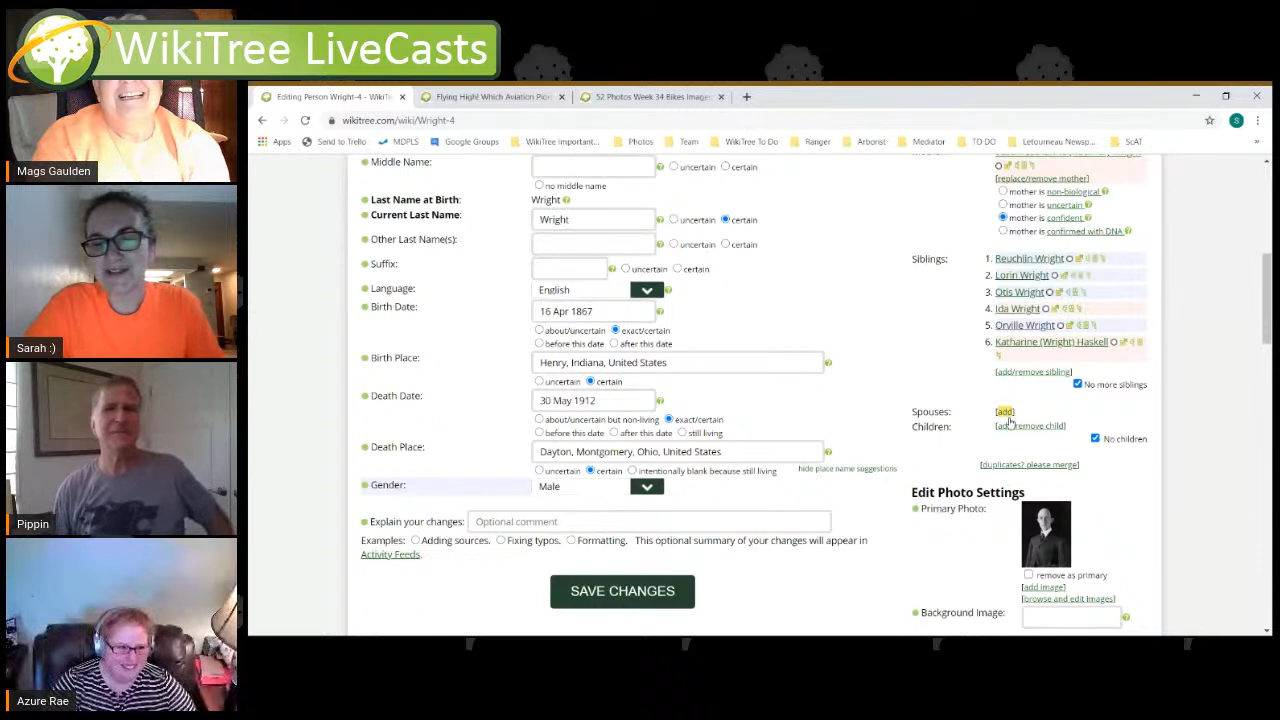 WikiTree LiveCasts
Mags Gaulden
Sarah :)
Pippin
Azure Rae
Editing Person Wright-4 - WikiTr
Flying High! Which Aviation Pion
52 Photos Week 34 Bikes Images
wikitree.com/wiki/Wright-4
S
Apps
Send to Trello
MDPLS
Google Groups
WikiTree Important...
Photos
Team
WikiTree To Do
Ranger
Arborist
Mediator
TO DO
Letourneau Newsp...
ScAT
Middle Name:
uncertain
certain
no middle name
Last Name at Birth:
Wright
Current Last Name:
Wright
uncertain
certain
Other Last Name(s):
uncertain
certain
Suffix:
uncertain
certain
Language:
English
Birth Date:
16 Apr 1867
about/uncertain
exact/certain
before this date
after this date
Birth Place:
Henry, Indiana, United States
uncertain
certain
Death Date:
30 May 1912
about/uncertain but non-living
exact/certain
before this date
after this date
still living
Death Place:
Dayton, Montgomery, Ohio, United States
uncertain
certain
intentionally blank because still living
hide place name suggestions
Gender:
Male
Explain your changes:
Optional comment
Examples:
Adding sources.
Fixing typos.
Formatting.
This optional summary of your changes will appear in
Activity Feeds.
SAVE CHANGES
[replace/remove mother]
mother is non-biological
mother is uncertain
mother is confident
mother is confirmed with DNA
Siblings:
1. Reuchlin Wright
2. Lorin Wright
3. Otis Wright
4. Ida Wright
5. Orville Wright
6. Katharine (Wright) Haskell
[add/remove sibling]
No more siblings
Spouses:
[add]
Children:
[add/remove child]
No children
[duplicates? please merge]
Edit Photo Settings
Primary Photo:
remove as primary
[add image]
[browse and edit images]
Background Image: